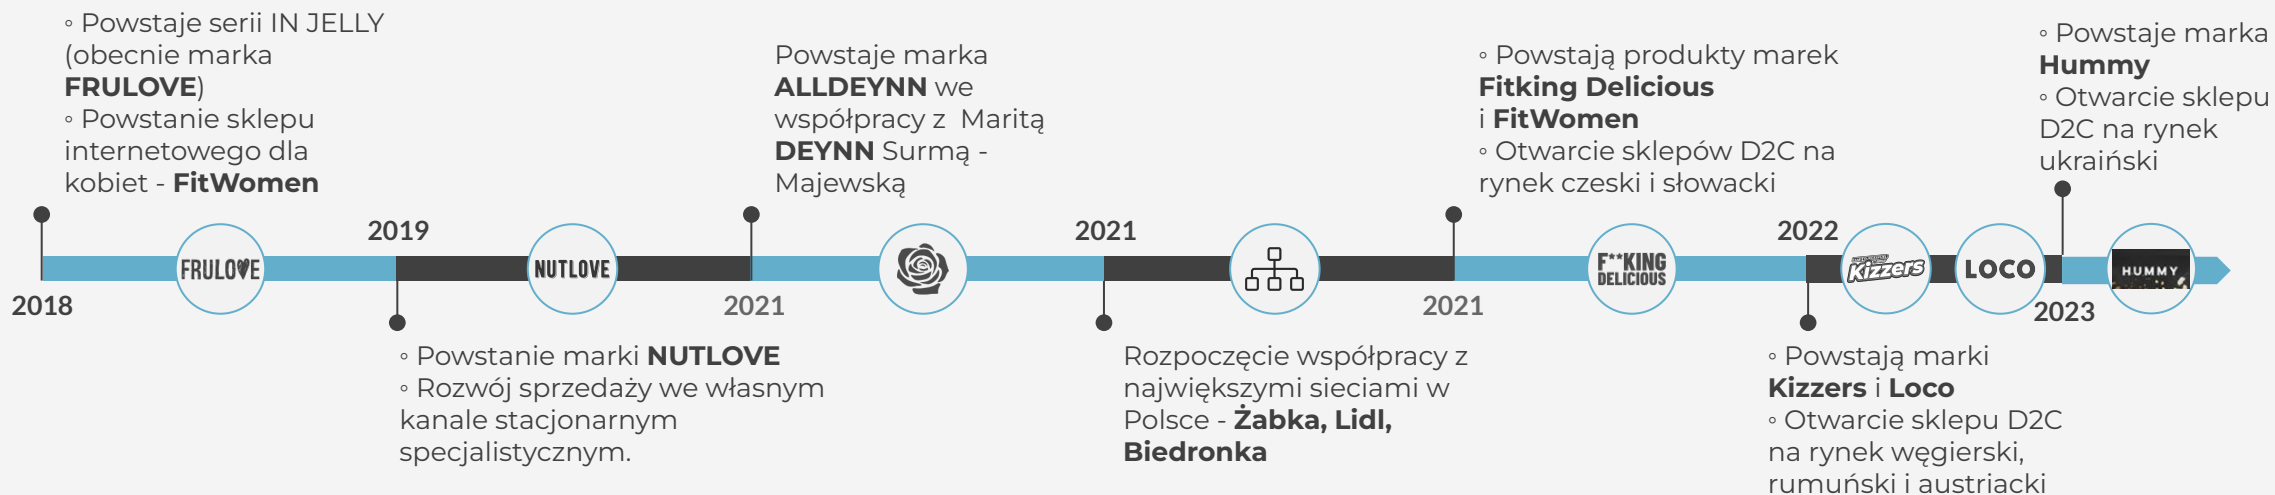 ◦ Powstaje serii IN JELLY
(obecnie marka
FRULOVE)
◦ Powstanie sklepu
internetowego dla
kobiet - FitWomen
2018
FRULOVE
2019
◦ Powstanie marki NUTLOVE
◦ Rozwój sprzedaży we własnym
kanale stacjonarnym
specjalistycznym.
NUTLOVE
Powstaje marka
ALLDEYNN we
współpracy z Maritą
DEYNN Surmą -
Majewską
2021
2021
Rozpoczęcie współpracy z
największymi sieciami w
Polsce - Żabka, Lidl,
Biedronka
◦ Powstają produkty marek
Fitking Delicious
i FitWomen
◦ Otwarcie sklepów D2C na
rynek czeski i słowacki
2021
F**KING
DELICIOUS
2022
◦ Powstają marki
Kizzers i Loco
◦ Otwarcie sklepu D2C
na rynek węgierski,
rumuński i austriacki
Kizzers
LOCO
◦ Powstaje marka
Hummy
◦ Otwarcie sklepu
D2C na rynek
ukraiński
2023
HUMMY